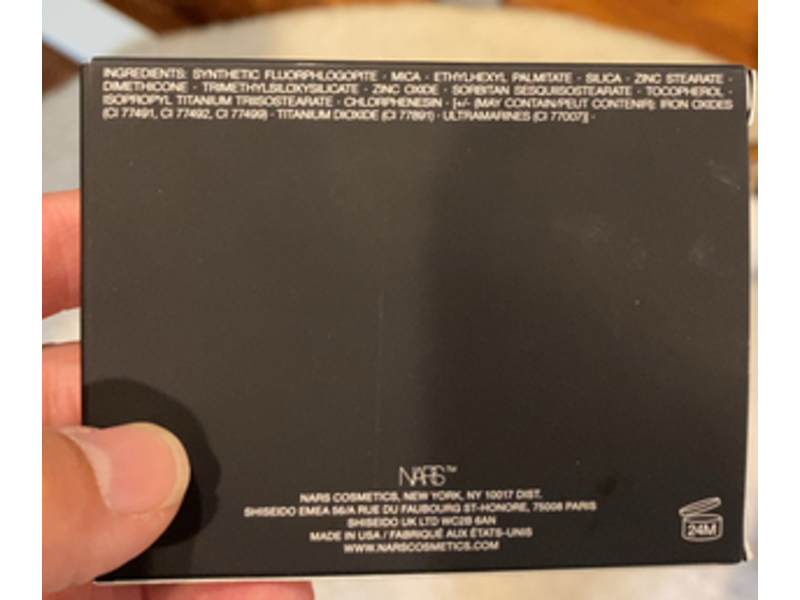 INGREDIENTS: SYNTHETIC FLUORPHLOGOPITE · MICA · ETHYLHEXYL PALMITATE · SILICA · ZINC STEARATE ·
DIMETHICONE · TRIMETHYLSILOXYSILICATE · ZINC OXIDE · SORBITAN SESQUIISOSTEARATE · TOCOPHEROL ·
ISOPROPYL TITANIUM TRIISOSTEARATE · CHLORPHENESIN · [+/- (MAY CONTAIN/PEUT CONTENIR): IRON OXIDES
(CI 77491, CI 77492, CI 77499) · TITANIUM DIOXIDE (CI 77891) · ULTRAMARINES (CI 77007)] ·
NARS™
NARS COSMETICS, NEW YORK, NY 10017 DIST.
SHISEIDO EMEA 56/A RUE DU FAUBOURG ST-HONORE, 75008 PARIS
SHISEIDO UK LTD WC2B 6AN
MADE IN USA / FABRIQUÉ AUX ÉTATS-UNIS
WWW.NARSCOSMETICS.COM
24M